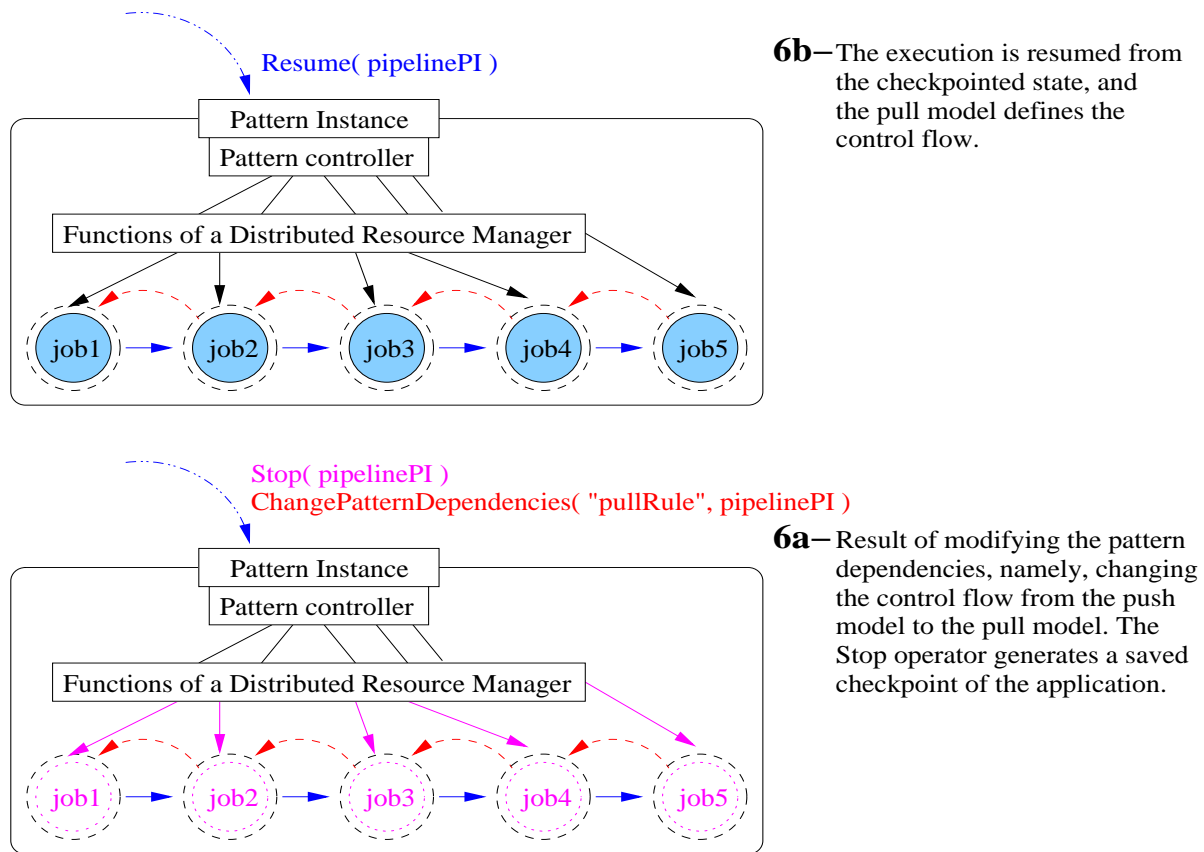 Resume( pipelinePI )
Pattern Instance
Pattern controller
Functions of a Distributed Resource Manager
job1 job2 job3 job4 job5
6b– The execution is resumed from
the checkpointed state, and
the pull model defines the
control flow.
Stop( pipelinePI )
ChangePatternDependencies( "pullRule", pipelinePI )
Pattern Instance
Pattern controller
Functions of a Distributed Resource Manager
job1 job2 job3 job4 job5
6a– Result of modifying the pattern
dependencies, namely, changing
the control flow from the push
model to the pull model. The
Stop operator generates a saved
checkpoint of the application.